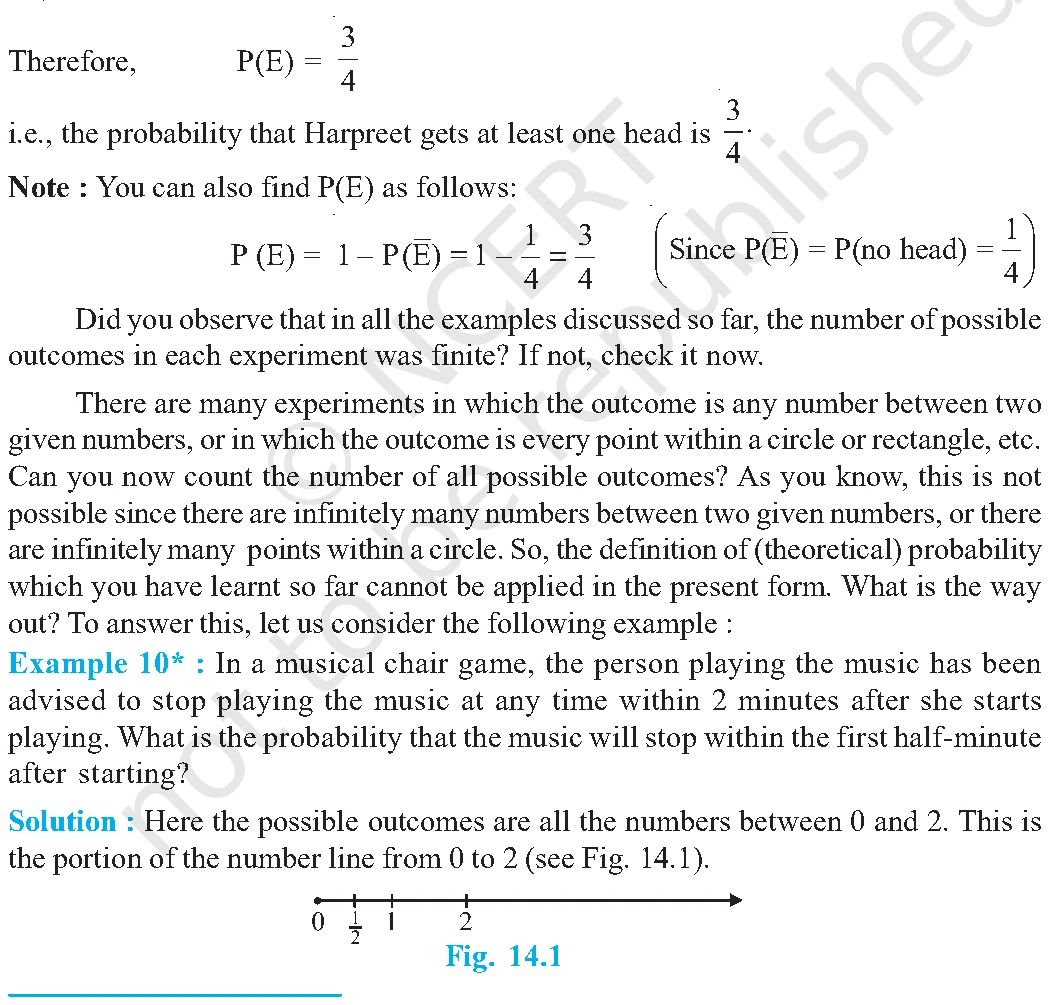 Therefore, P(E) = 3/4
i.e., the probability that Harpreet gets at least one head is 3/4.
Note : You can also find P(E) as follows:
P (E) = 1 – P(E̅) = 1 – 1/4 = 3/4 (Since P(E̅) = P(no head) = 1/4)
Did you observe that in all the examples discussed so far, the number of possible
outcomes in each experiment was finite? If not, check it now.
There are many experiments in which the outcome is any number between two
given numbers, or in which the outcome is every point within a circle or rectangle, etc.
Can you now count the number of all possible outcomes? As you know, this is not
possible since there are infinitely many numbers between two given numbers, or there
are infinitely many points within a circle. So, the definition of (theoretical) probability
which you have learnt so far cannot be applied in the present form. What is the way
out? To answer this, let us consider the following example :
Example 10* : In a musical chair game, the person playing the music has been
advised to stop playing the music at any time within 2 minutes after she starts
playing. What is the probability that the music will stop within the first half-minute
after starting?
Solution : Here the possible outcomes are all the numbers between 0 and 2. This is
the portion of the number line from 0 to 2 (see Fig. 14.1).
0 1/2 1 2
Fig. 14.1
© NCERT
not to be republished